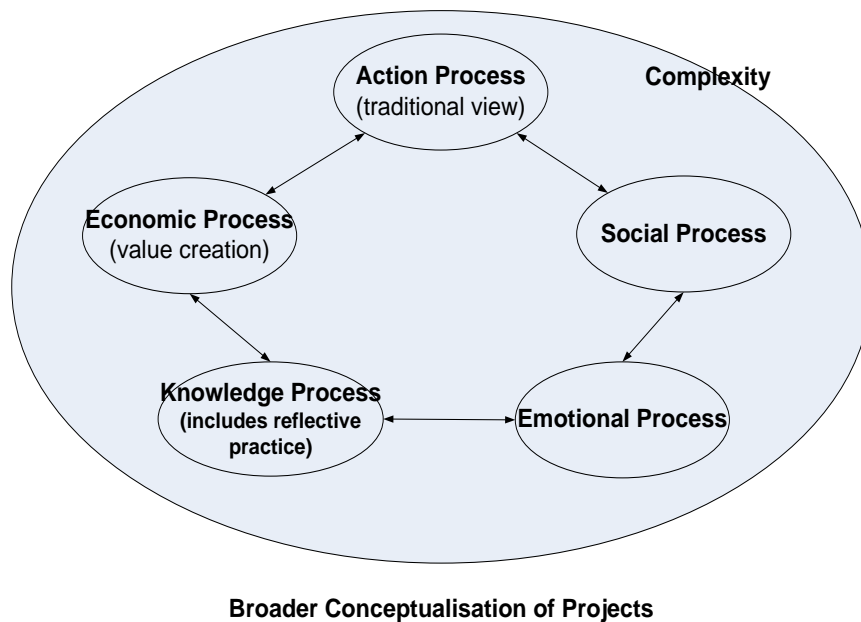 Action Process
(traditional view)
Complexity
Economic Process
(value creation)
Social Process
Knowledge Process
(includes reflective
practice)
Emotional Process
Broader Conceptualisation of Projects